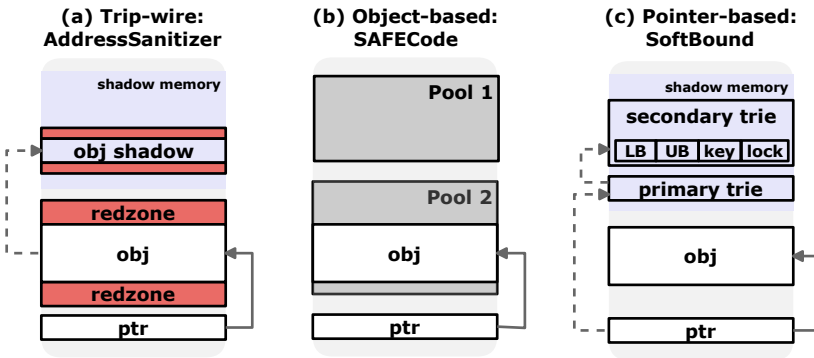 (a) Trip-wire:
AddressSanitizer
shadow memory
obj shadow
redzone
obj
redzone
ptr
(b) Object-based:
SAFECode
Pool 1
Pool 2
obj
ptr
(c) Pointer-based:
SoftBound
shadow memory
secondary trie
LB UB key lock
primary trie
obj
ptr